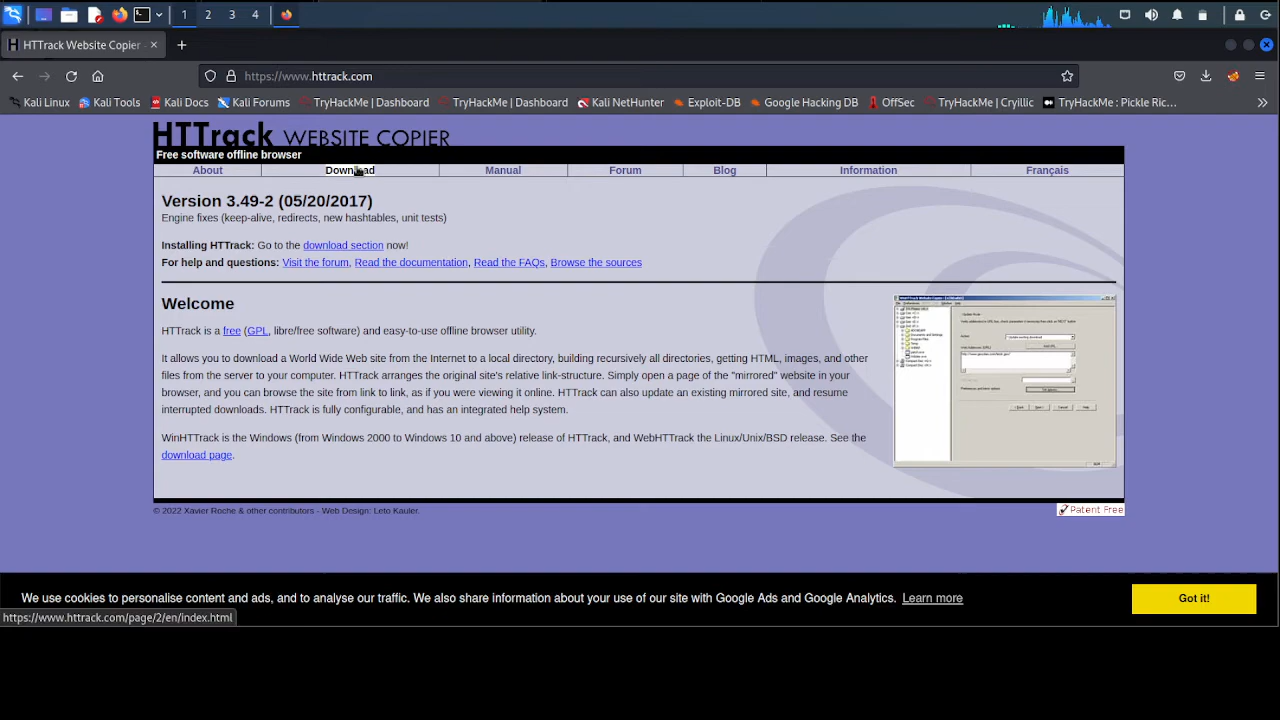 1 2 3 4
HTTrack Website Copier -
https://www.httrack.com
Kali Linux Kali Tools Kali Docs Kali Forums TryHackMe | Dashboard TryHackMe | Dashboard Kali NetHunter Exploit-DB Google Hacking DB OffSec TryHackMe | Cryillic TryHackMe : Pickle Ric…
HTTrack WEBSITE COPIER
Free software offline browser
About Download Manual Forum Blog Information Français
Version 3.49-2 (05/20/2017)
Engine fixes (keep-alive, redirects, new hashtables, unit tests)
Installing HTTrack: Go to the download section now!
For help and questions: Visit the forum, Read the documentation, Read the FAQs, Browse the sources
Welcome
HTTrack is a free (GPL, libre/free software) and easy-to-use offline browser utility.
It allows you to download a World Wide Web site from the Internet to a local directory, building recursively all directories, getting HTML, images, and other
files from the server to your computer. HTTrack arranges the original site's relative link-structure. Simply open a page of the "mirrored" website in your
browser, and you can browse the site from link to link, as if you were viewing it online. HTTrack can also update an existing mirrored site, and resume
interrupted downloads. HTTrack is fully configurable, and has an integrated help system.
WinHTTrack is the Windows (from Windows 2000 to Windows 10 and above) release of HTTrack, and WebHTTrack the Linux/Unix/BSD release. See the
download page.
© 2022 Xavier Roche & other contributors - Web Design: Leto Kauler.
Patent Free
We use cookies to personalise content and ads, and to analyse our traffic. We also share information about your use of our site with Google Ads and Google Analytics. Learn more
Got it!
https://www.httrack.com/page/2/en/index.html